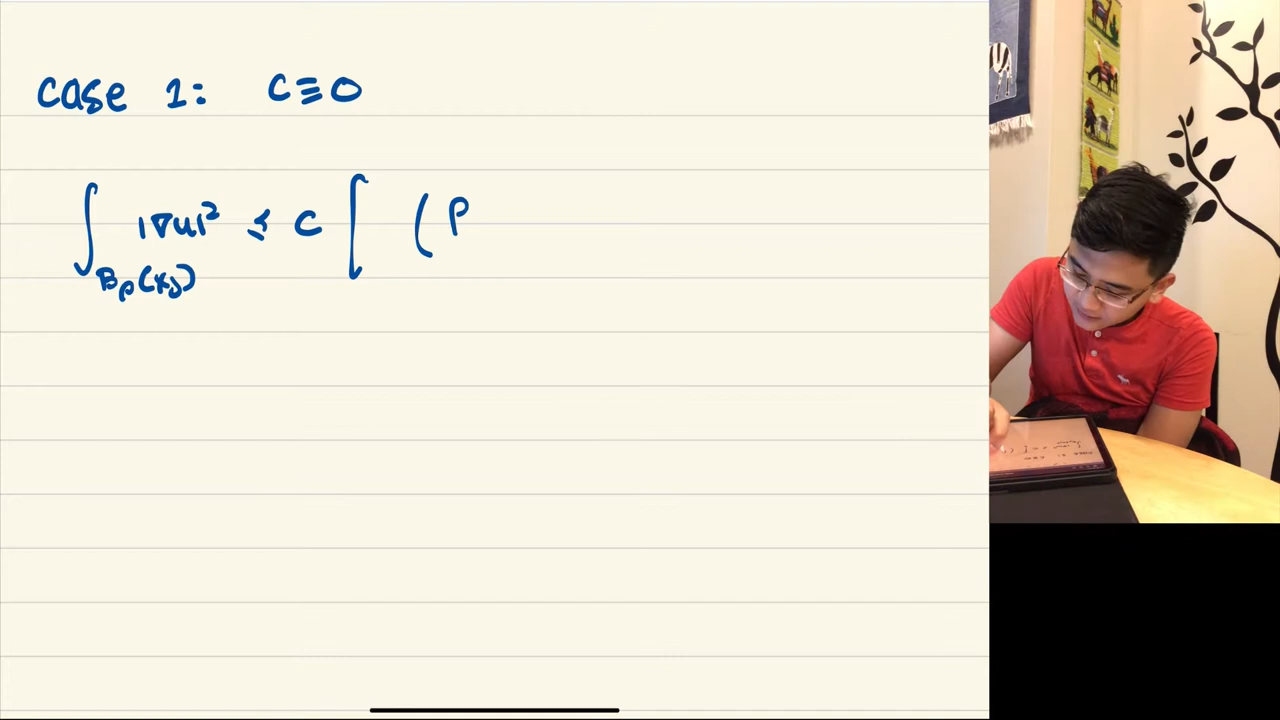 case 1: C≡0
∫_{B_ρ(x_0)} |∇u|² ≤ C [ ( ρ